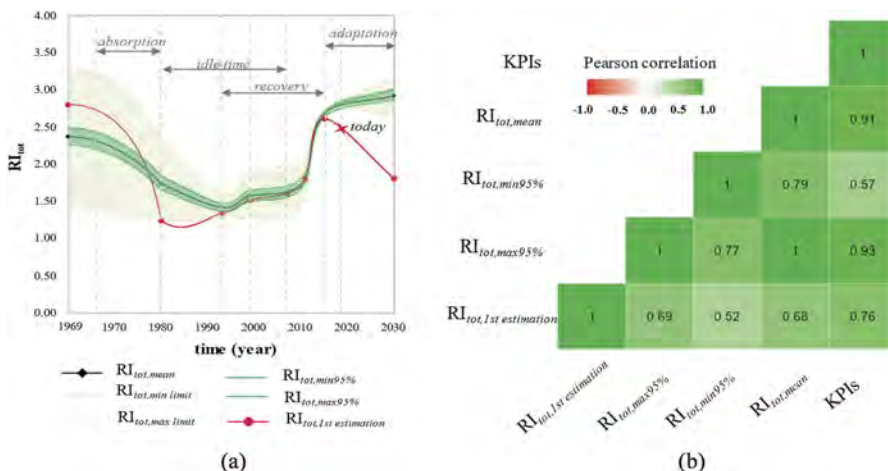 4.00
3.50
3.00
2.50
2.00
1.50
1.00
0.50
0.00
RItot
absorption
idle-time
recovery
adaptation
today
1969 1970 1980 1990 2000 2010 2020 2030
time (year)
RItot,mean
RItot,min limit
RItot,max limit
RItot,min95%
RItot,max95%
RItot,1st estimation
(a)
b)
Pearson correlation
-1.0 0.0 1.0
KPIs 1
RItot,mean 1 0.91
RItot,min95% 1 0.79 0.57
RItot,max95% 1 0.77 1 0.93
RItot,1st estimation 1 0.69 0.52 0.68 0.76
RItot,1st estimation
RItot,max95%
RItot,min95%
RItot,mean
KPIs
(b)